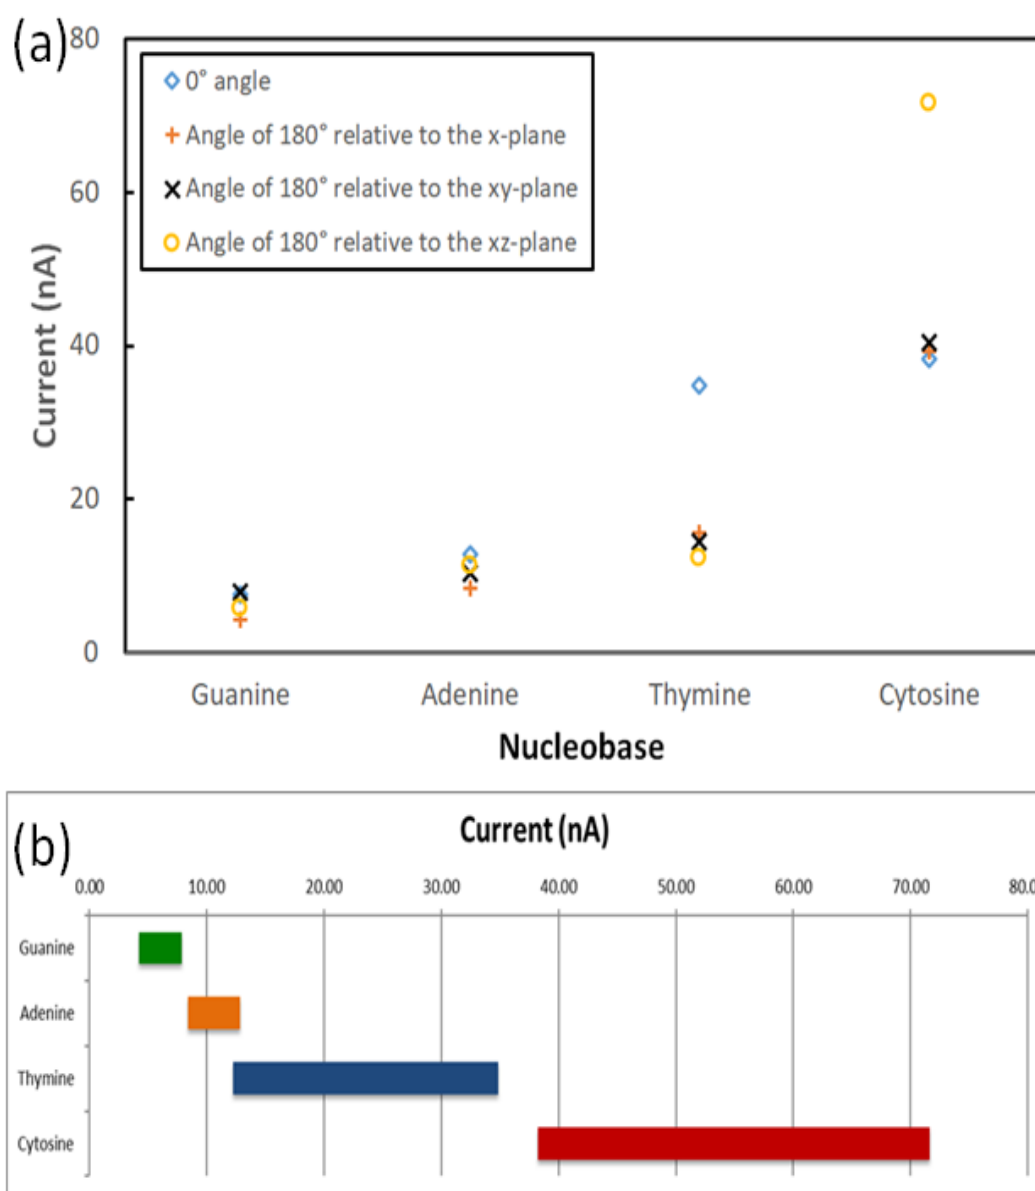 (a)
80
60
40
20
0
Current (nA)
0° angle
Angle of 180° relative to the x-plane
Angle of 180° relative to the xy-plane
Angle of 180° relative to the xz-plane
Guanine Adenine Thymine Cytosine
Nucleobase
(b)
Current (nA)
0.00 10.00 20.00 30.00 40.00 50.00 60.00 70.00 80.0
Guanine
Adenine
Thymine
Cytosine